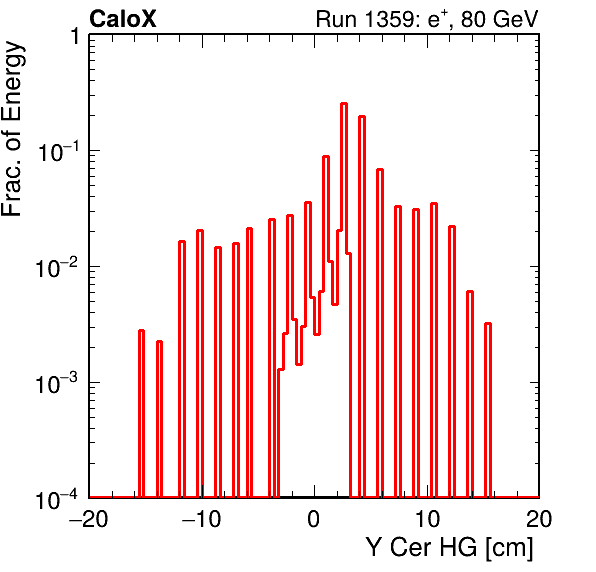 CaloX Run 1359: e⁺, 80 GeV
Frac. of Energy
1
10⁻¹
10⁻²
10⁻³
10⁻⁴
−20 −10 0 10 20
Y Cer HG [cm]